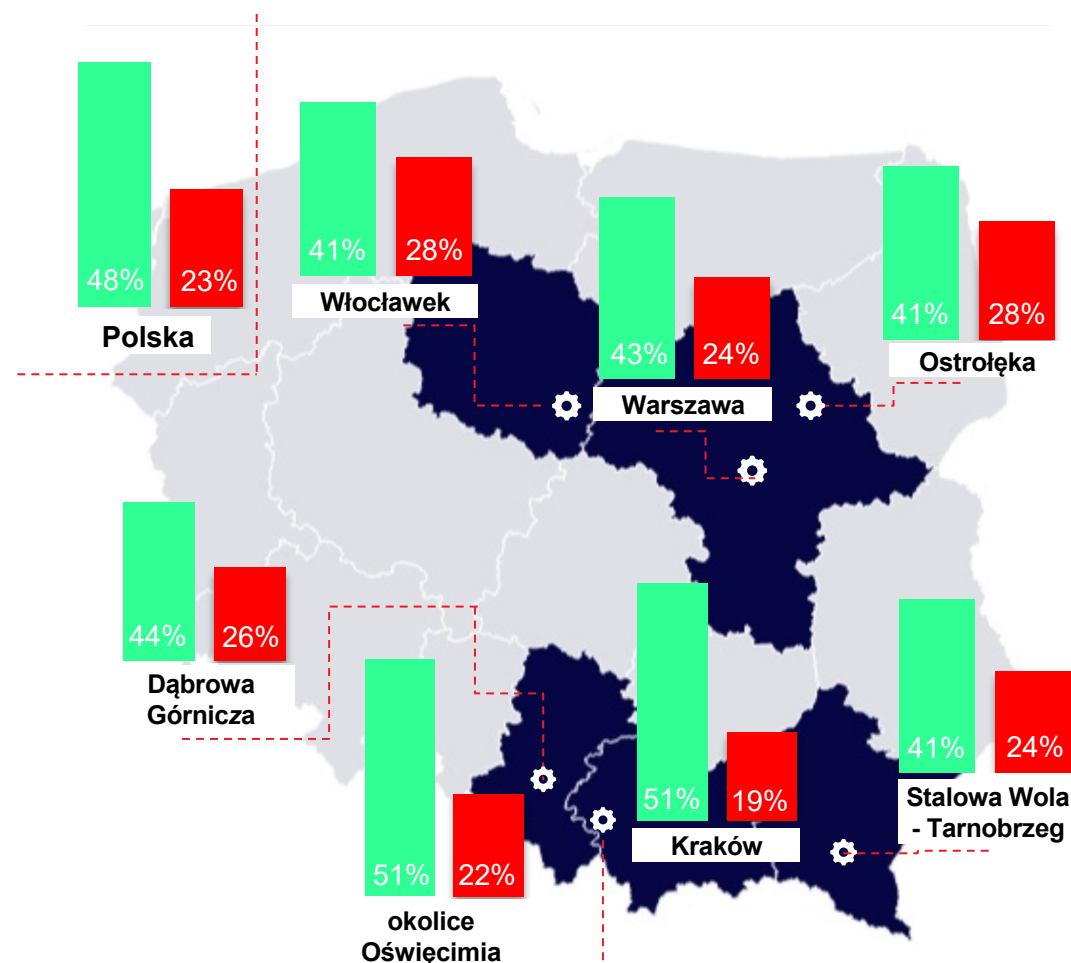 48%
23%
Polska
41%
28%
Włocławek
43%
24%
Warszawa
41%
28%
Ostrołęka
44%
26%
Dąbrowa
Górnicza
51%
22%
okolice
Oświęcimia
51%
19%
Kraków
41%
24%
Stalowa Wola
- Tarnobrzeg